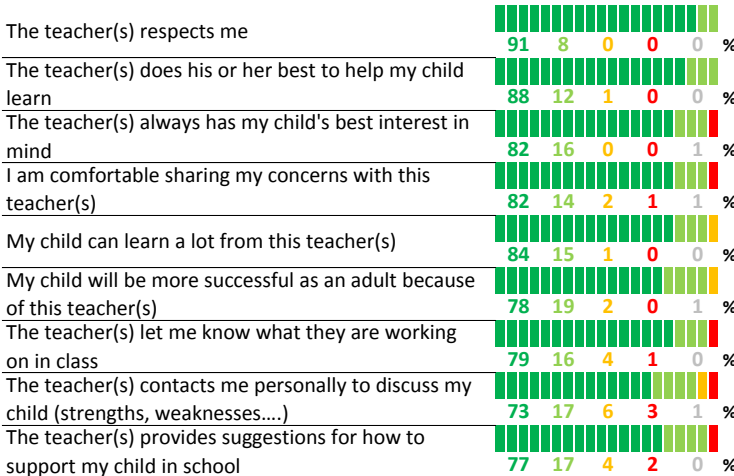 The teacher(s) respects me
91 8 0 0 0 %
The teacher(s) does his or her best to help my child
learn
88 12 1 0 0 %
The teacher(s) always has my child's best interest in
mind
82 16 0 0 1 %
I am comfortable sharing my concerns with this
teacher(s)
82 14 2 1 1 %
My child can learn a lot from this teacher(s)
84 15 1 0 0 %
My child will be more successful as an adult because
of this teacher(s)
78 19 2 0 1 %
The teacher(s) let me know what they are working
on in class
79 16 4 1 0 %
The teacher(s) contacts me personally to discuss my
child (strengths, weaknesses....)
73 17 6 3 1 %
The teacher(s) provides suggestions for how to
support my child in school
77 17 4 2 0 %